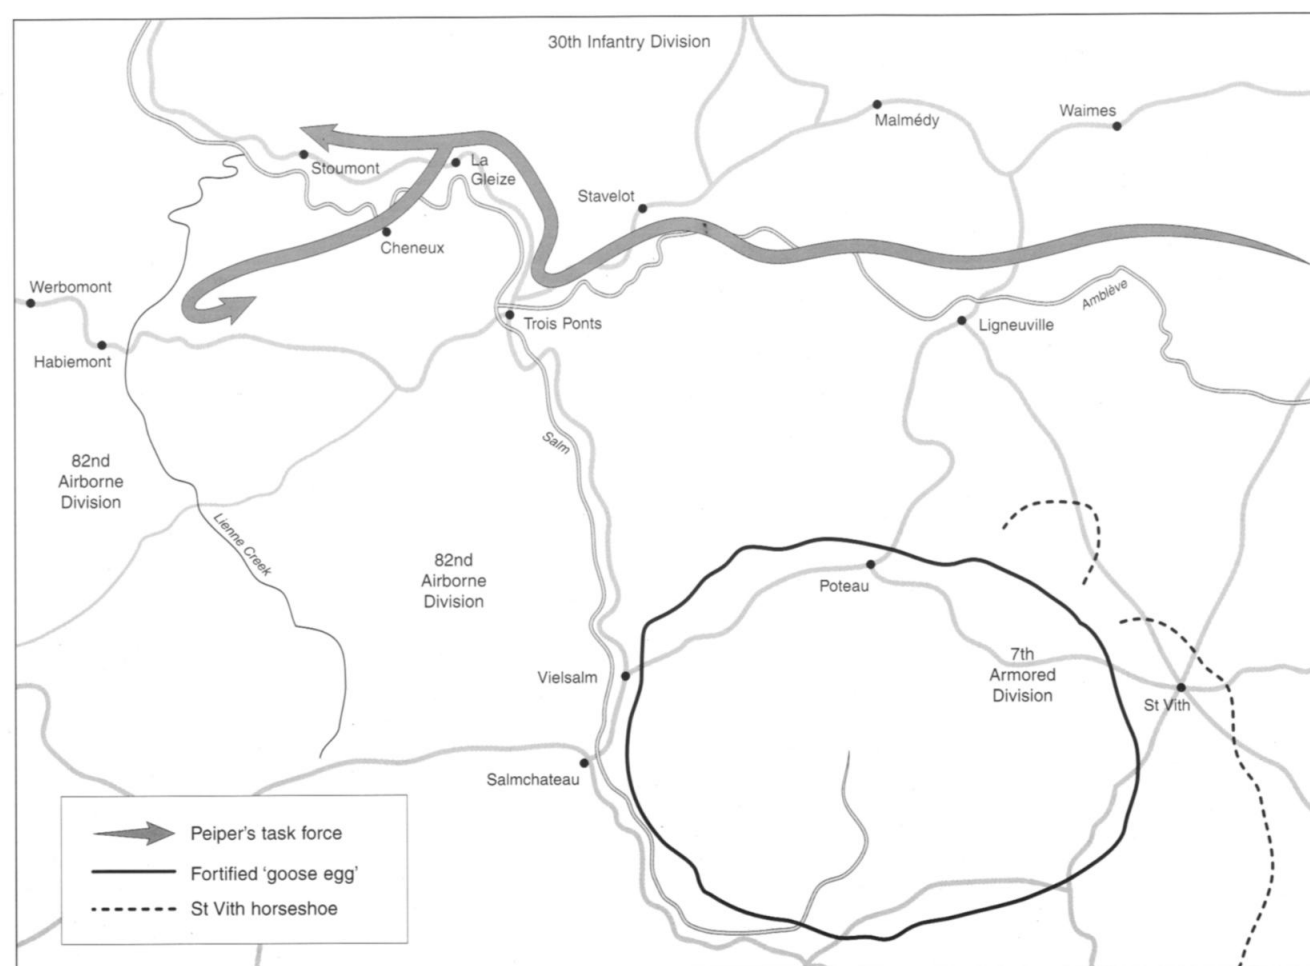 30th Infantry Division
Malmédy
Waimes
Stoumont
La
Gleize
Stavelot
Cheneux
Werbomont
Habiemont
Trois Ponts
Amblève
Ligneuville
Salm
82nd
Airborne
Division
Lienne Creek
82nd
Airborne
Division
Poteau
7th
Armored
Division
Vielsalm
St Vith
Salmchateau
Peiper's task force
Fortified 'goose egg'
St Vith horseshoe